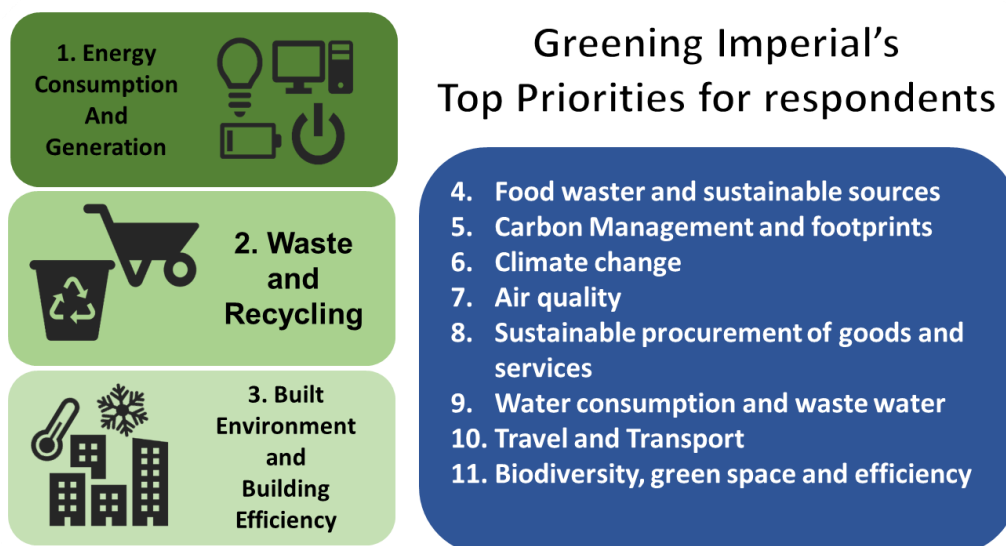 Greening Imperial's
Top Priorities for respondents
1. Energy
Consumption
And
Generation
2. Waste
and
Recycling
3. Built
Environment
and
Building
Efficiency
4. Food waster and sustainable sources
5. Carbon Management and footprints
6. Climate change
7. Air quality
8. Sustainable procurement of goods and
services
9. Water consumption and waste water
10. Travel and Transport
11. Biodiversity, green space and efficiency